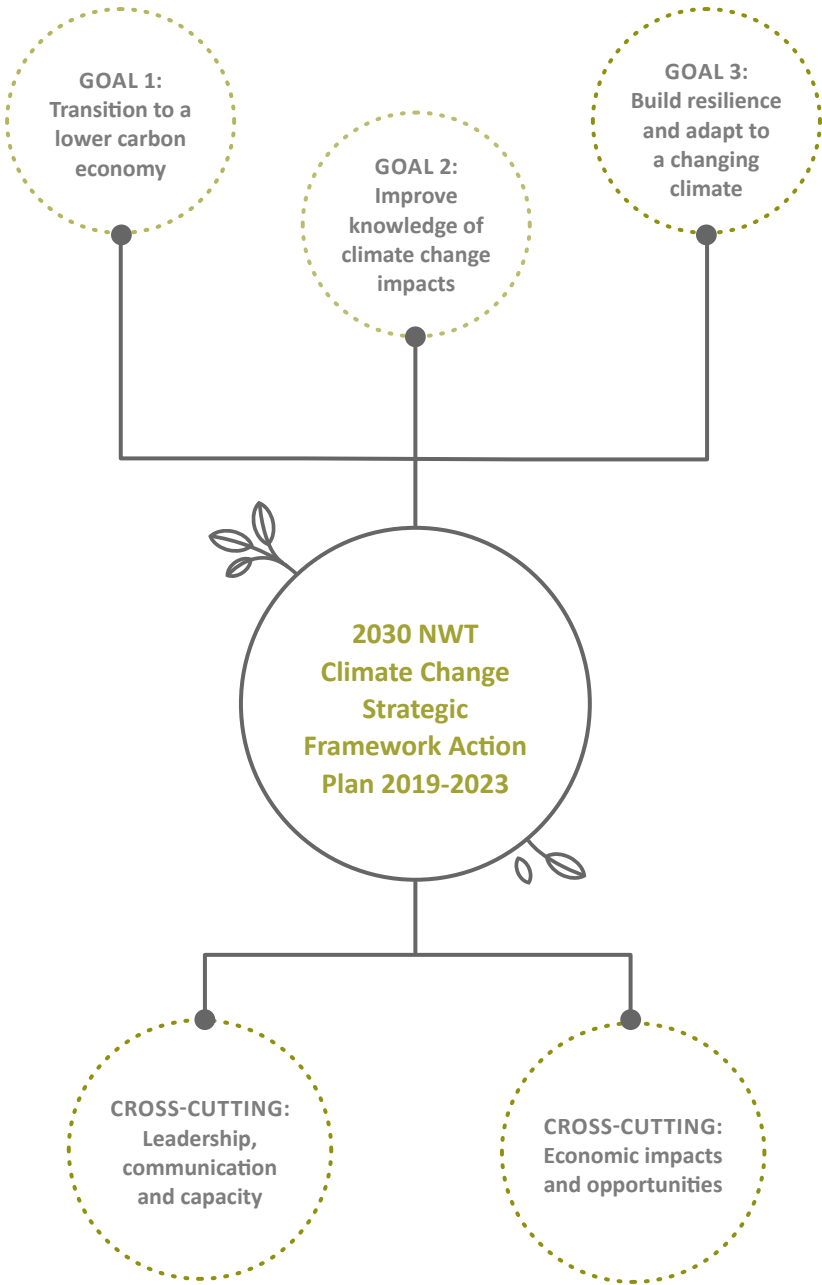 GOAL 1:
Transition to a
lower carbon
economy
GOAL 2:
Improve
knowledge of
climate change
impacts
GOAL 3:
Build resilience
and adapt to
a changing
climate
2030 NWT
Climate Change
Strategic
Framework Action
Plan 2019-2023
CROSS-CUTTING:
Leadership,
communication
and capacity
CROSS-CUTTING:
Economic impacts
and opportunities